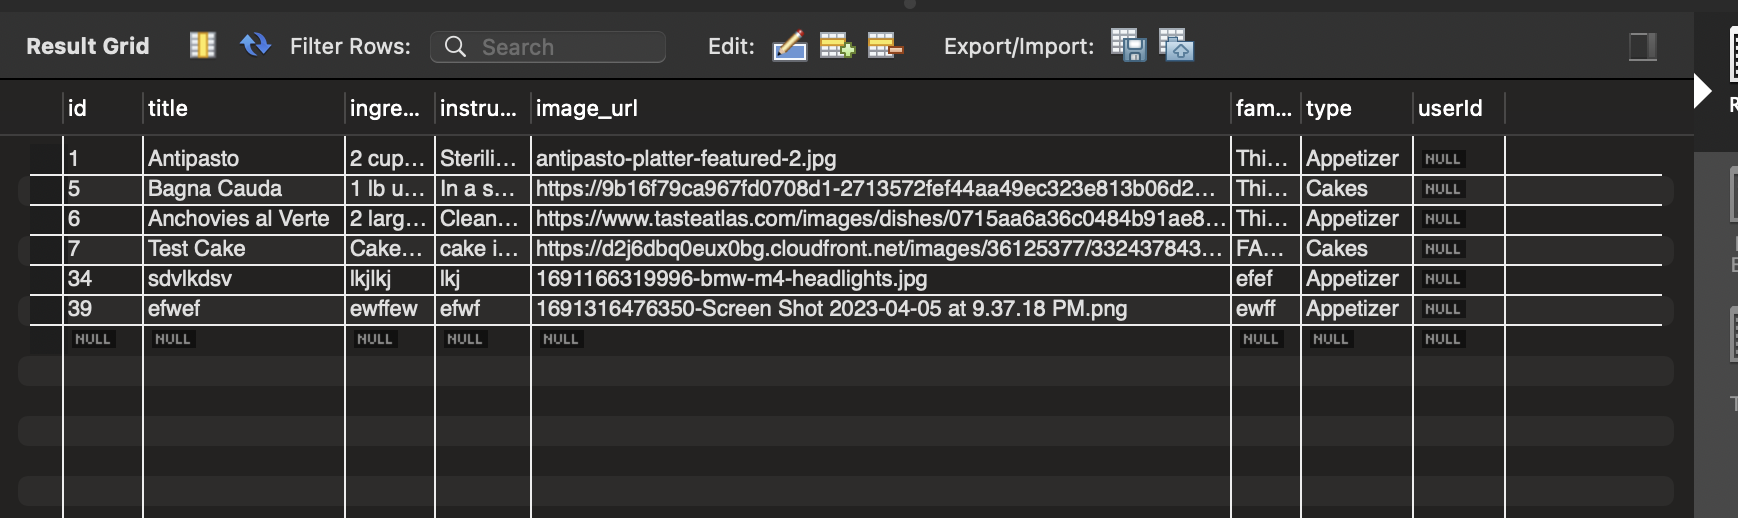 Result Grid Filter Rows: Search Edit: Export/Import:
id title ingre... instru... image_url fam... type userId
1 Antipasto 2 cup... Sterili... antipasto-platter-featured-2.jpg Thi... Appetizer NULL
5 Bagna Cauda 1 lb u... In a s... https://9b16f79ca967fd0708d1-2713572fef44aa49ec323e813b06d2... Thi... Cakes NULL
6 Anchovies al Verte 2 larg... Clean... https://www.tasteatlas.com/images/dishes/0715aa6a36c0484b91ae8... Thi... Appetizer NULL
7 Test Cake Cake... cake i... https://d2j6dbq0eux0bg.cloudfront.net/images/36125377/332437843... FA... Cakes NULL
34 sdvlkdsv lkjlkj lkj 1691166319996-bmw-m4-headlights.jpg efef Appetizer NULL
39 efwef ewffew efwf 1691316476350-Screen Shot 2023-04-05 at 9.37.18 PM.png ewff Appetizer NULL
NULL NULL NULL NULL NULL NULL NULL NULL